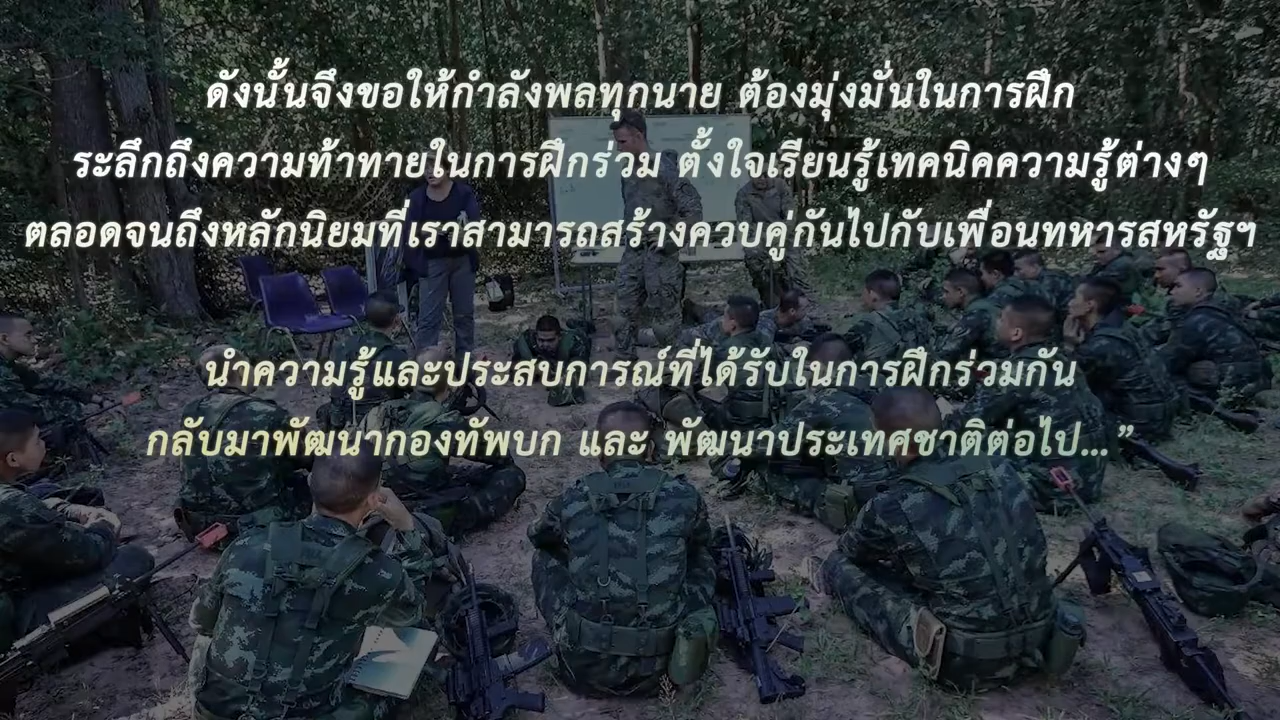 ดังนั้นจึงขอให้กำลังพลทุกนาย ต้องมุ่งมั่นในการฝึก
ระลึกถึงความท้าทายในการฝึกร่วม ตั้งใจเรียนรู้เทคนิคความรู้ต่างๆ
ตลอดจนถึงหลักนิยมที่เราสามารถสร้างควบคู่กันไปกับเพื่อนทหารสหรัฐฯ
นำความรู้และประสบการณ์ที่ได้รับในการฝึกร่วมกัน
กลับมาพัฒนากองทัพบก และ พัฒนาประเทศชาติต่อไป...”